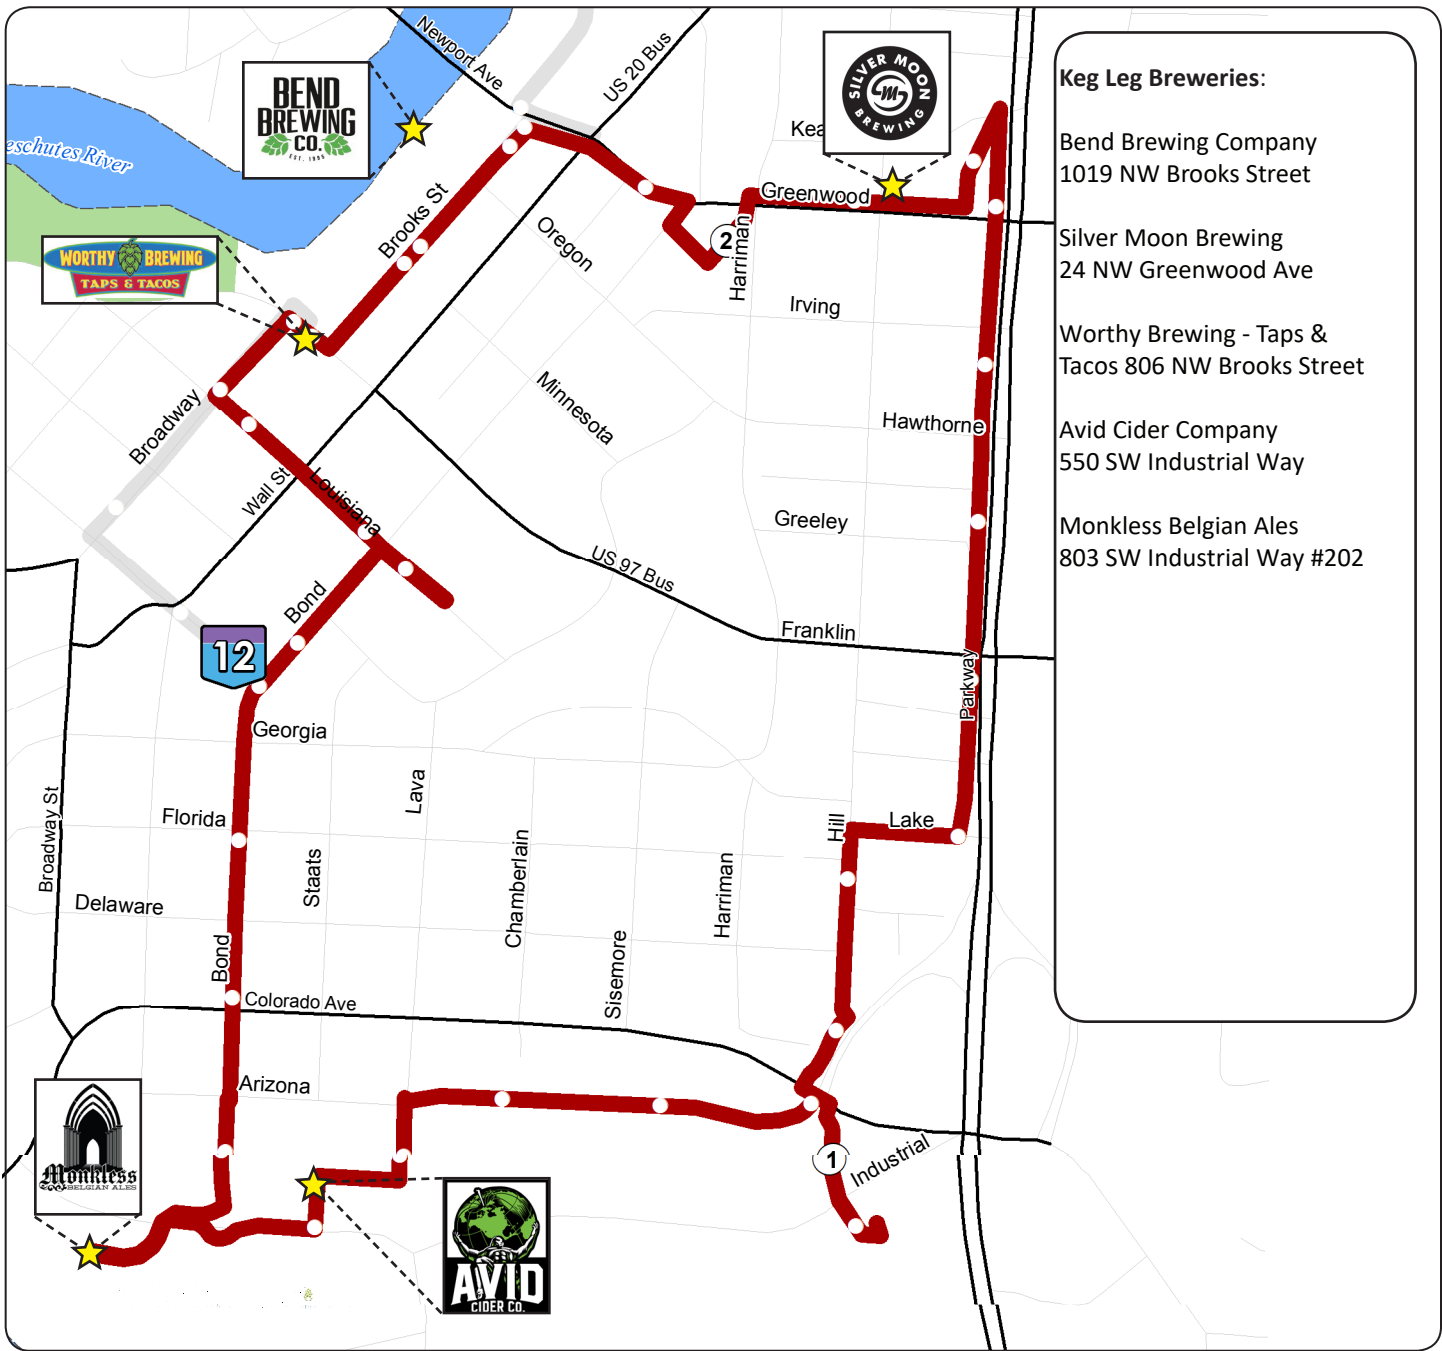 Newport Ave
US 20 Bus
BEND
BREWING
CO.
EST. 1995
SILVER MOON
BREWING
Kea
eschutes River
Greenwood
Brooks St
Oregon
2
Harriman
WORTHY BREWING
TAPS & TACOS
Irving
Minnesota
Broadway
Hawthorne
Wall St
Louisiana
Greeley
US 97 Bus
Bond
Franklin
12
Parkway
Georgia
Lava
Broadway St
Florida
Hill
Lake
Staats
Chamberlain
Harriman
Delaware
Bond
Sisemore
Colorado Ave
Arizona
Monkless
BELGIAN ALES
1
Industrial
AVID
CIDER CO.
Keg Leg Breweries:
Bend Brewing Company
1019 NW Brooks Street
Silver Moon Brewing
24 NW Greenwood Ave
Worthy Brewing - Taps &
Tacos 806 NW Brooks Street
Avid Cider Company
550 SW Industrial Way
Monkless Belgian Ales
803 SW Industrial Way #202